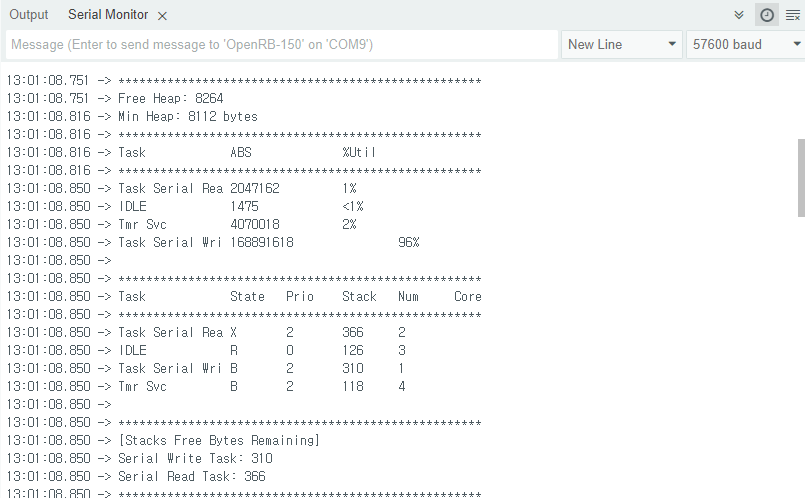 Output Serial Monitor
Message (Enter to send message to 'OpenRB-150' on 'COM9') New Line 57600 baud
13:01:08.751 -> ****************************************************
13:01:08.751 -> Free Heap: 8264
13:01:08.816 -> Min Heap: 8112 bytes
13:01:08.816 -> ****************************************************
13:01:08.816 -> Task ABS %Util
13:01:08.816 -> ****************************************************
13:01:08.850 -> Task Serial Rea 2047162 1%
13:01:08.850 -> IDLE 1475 <1%
13:01:08.850 -> Tmr Svc 4070018 2%
13:01:08.850 -> Task Serial Wri 168891618 96%
13:01:08.850 ->
13:01:08.850 -> ****************************************************
13:01:08.850 -> Task State Prio Stack Num Core
13:01:08.850 -> ****************************************************
13:01:08.850 -> Task Serial Rea X 2 366 2
13:01:08.850 -> IDLE R 0 126 3
13:01:08.850 -> Task Serial Wri B 2 310 1
13:01:08.850 -> Tmr Svc B 2 118 4
13:01:08.850 ->
13:01:08.850 -> ****************************************************
13:01:08.850 -> [Stacks Free Bytes Remaining]
13:01:08.850 -> Serial Write Task: 310
13:01:08.850 -> Serial Read Task: 366
13:01:08.850 -> ****************************************************